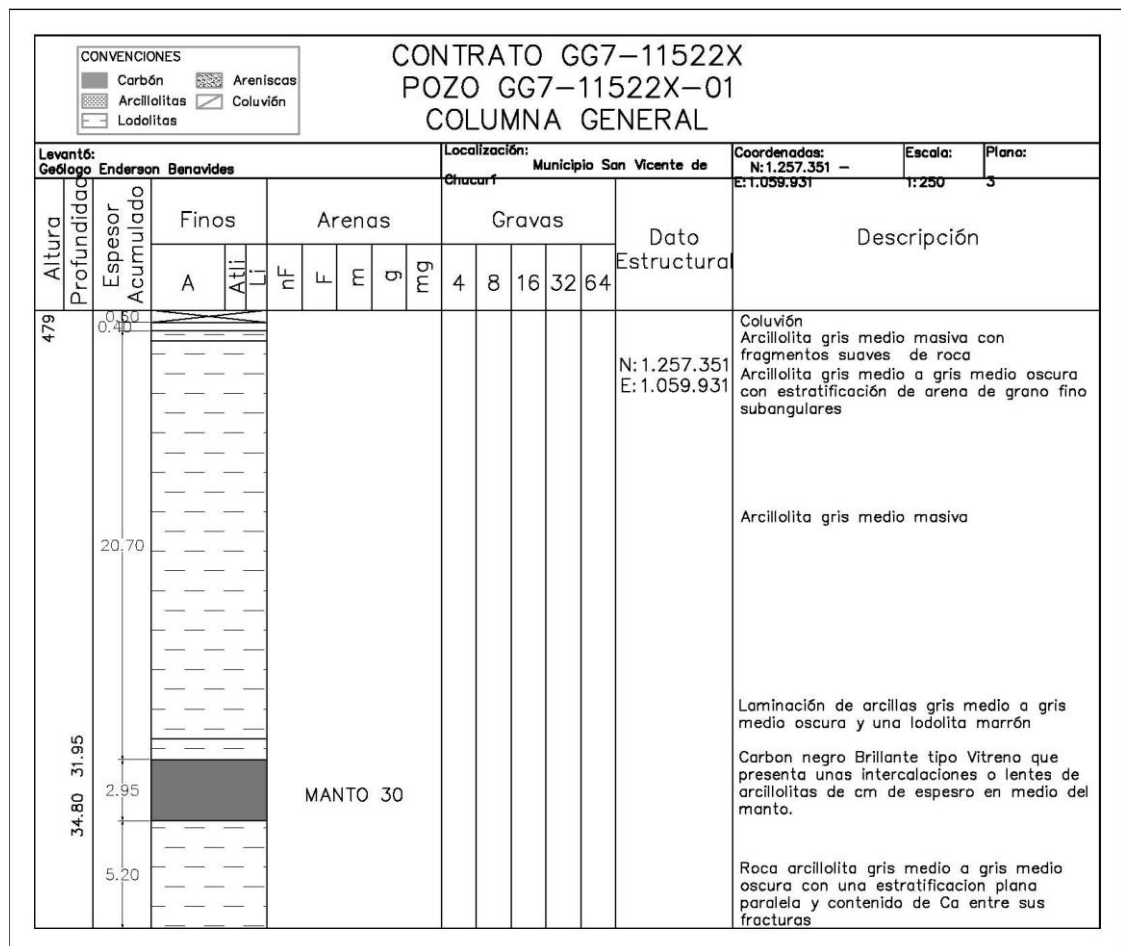 CONVENCIONES
Carbón
Areniscas
Arcillolitas
Coluvión
Lodolitas
CONTRATO GG7-11522X
POZO GG7-11522X-01
COLUMNA GENERAL
Levantó:
Geólogo Enderson Benavides
Localización:
Municipio San Vicente de
Chucurí
Coordenadas:
N:1.257.351 -
E:1.059.931
Escala:
1:250
Plano:
3
Altura
Profundidad
Espesor
Acumulado
Finos
A
Atli
Li
Arenas
nF
F
m
g
mg
Gravas
4 8 16 32 64
Dato
Estructural
Descripción
479
0.60
0.40
20.70
31.95
2.95
34.80
5.20
MANTO 30
N:1.257.351
E:1.059.931
Coluvión
Arcillolita gris medio masiva con
fragmentos suaves de roca
Arcillolita gris medio a gris medio oscura
con estratificación de arena de grano fino
subangulares
Arcillolita gris medio masiva
Laminación de arcillas gris medio a gris
medio oscura y una lodolita marrón
Carbon negro Brillante tipo Vitrena que
presenta unas intercalaciones o lentes de
arcillolitas de cm de espesro en medio del
manto.
Roca arcillolita gris medio a gris medio
oscura con una estratificacion plana
paralela y contenido de Ca entre sus
fracturas